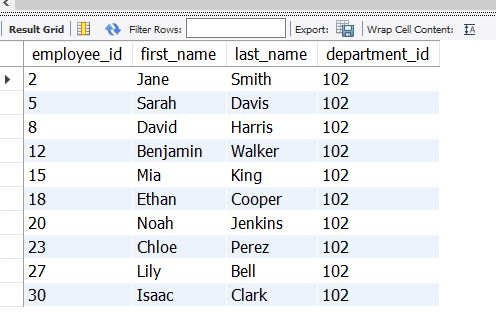 Result Grid Filter Rows: Export: Wrap Cell Content: IA
employee_id first_name last_name department_id
2 Jane Smith 102
5 Sarah Davis 102
8 David Harris 102
12 Benjamin Walker 102
15 Mia King 102
18 Ethan Cooper 102
20 Noah Jenkins 102
23 Chloe Perez 102
27 Lily Bell 102
30 Isaac Clark 102